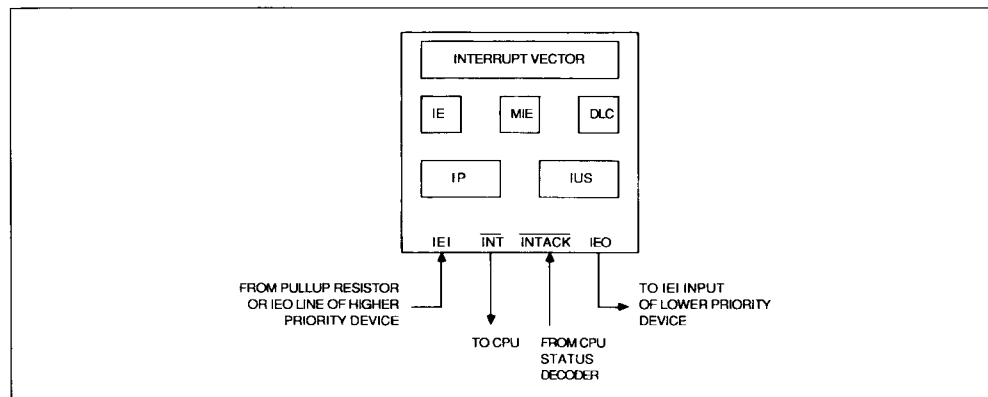 INTERRUPT VECTOR
IE MIE DLC
IP IUS
IEI INT INTACK IEO
FROM PULLUP RESISTOR
OR IEO LINE OF HIGHER
PRIORITY DEVICE
TO CPU
FROM CPU
STATUS
DECODER
TO IEI INPUT
OF LOWER PRIORITY
DEVICE